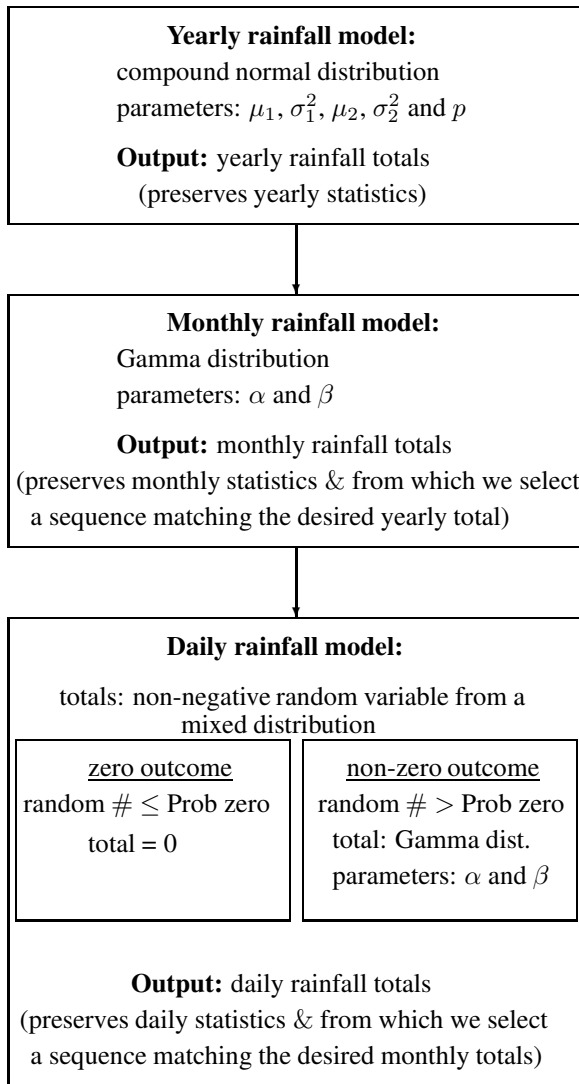 Yearly rainfall model:
compound normal distribution
parameters: μ₁, σ₁², μ₂, σ₂² and p
Output: yearly rainfall totals
(preserves yearly statistics)
Monthly rainfall model:
Gamma distribution
parameters: α and β
Output: monthly rainfall totals
(preserves monthly statistics & from which we select
a sequence matching the desired yearly total)
Daily rainfall model:
totals: non-negative random variable from a
mixed distribution
zero outcome
random # ≤ Prob zero
total = 0
non-zero outcome
random # > Prob zero
total: Gamma dist.
parameters: α and β
Output: daily rainfall totals
(preserves daily statistics & from which we select
a sequence matching the desired monthly totals)